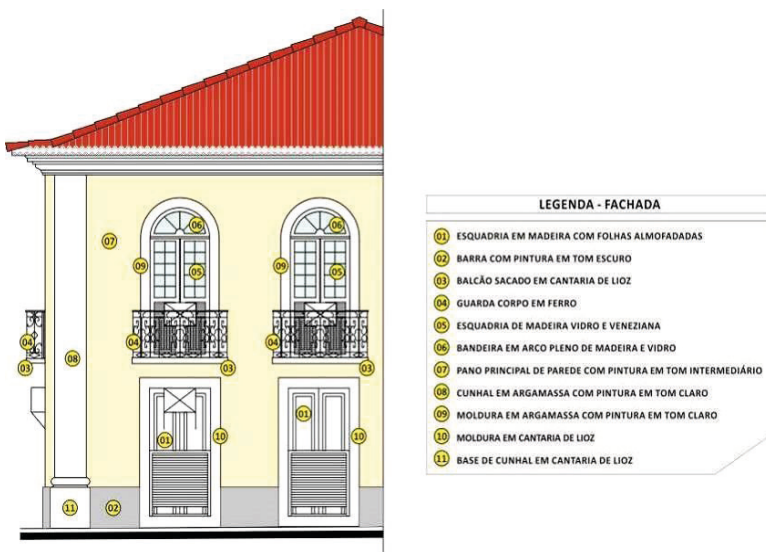 06
06
07
09
09
05
05
04
04
04
03
03
03
08
01
01
10
10
11
02
LEGENDA - FACHADA
01 ESQUADRIA EM MADEIRA COM FOLHAS ALMOFADADAS
02 BARRA COM PINTURA EM TOM ESCURO
03 BALCÃO SACADO EM CANTARIA DE LIOZ
04 GUARDA CORPO EM FERRO
05 ESQUADRIA DE MADEIRA VIDRO E VENEZIANA
06 BANDEIRA EM ARCO PLENO DE MADEIRA E VIDRO
07 PANO PRINCIPAL DE PAREDE COM PINTURA EM TOM INTERMEDIÁRIO
08 CUNHAL EM ARGAMASSA COM PINTURA EM TOM CLARO
09 MOLDURA EM ARGAMASSA COM PINTURA EM TOM CLARO
10 MOLDURA EM CANTARIA DE LIOZ
11 BASE DE CUNHAL EM CANTARIA DE LIOZ